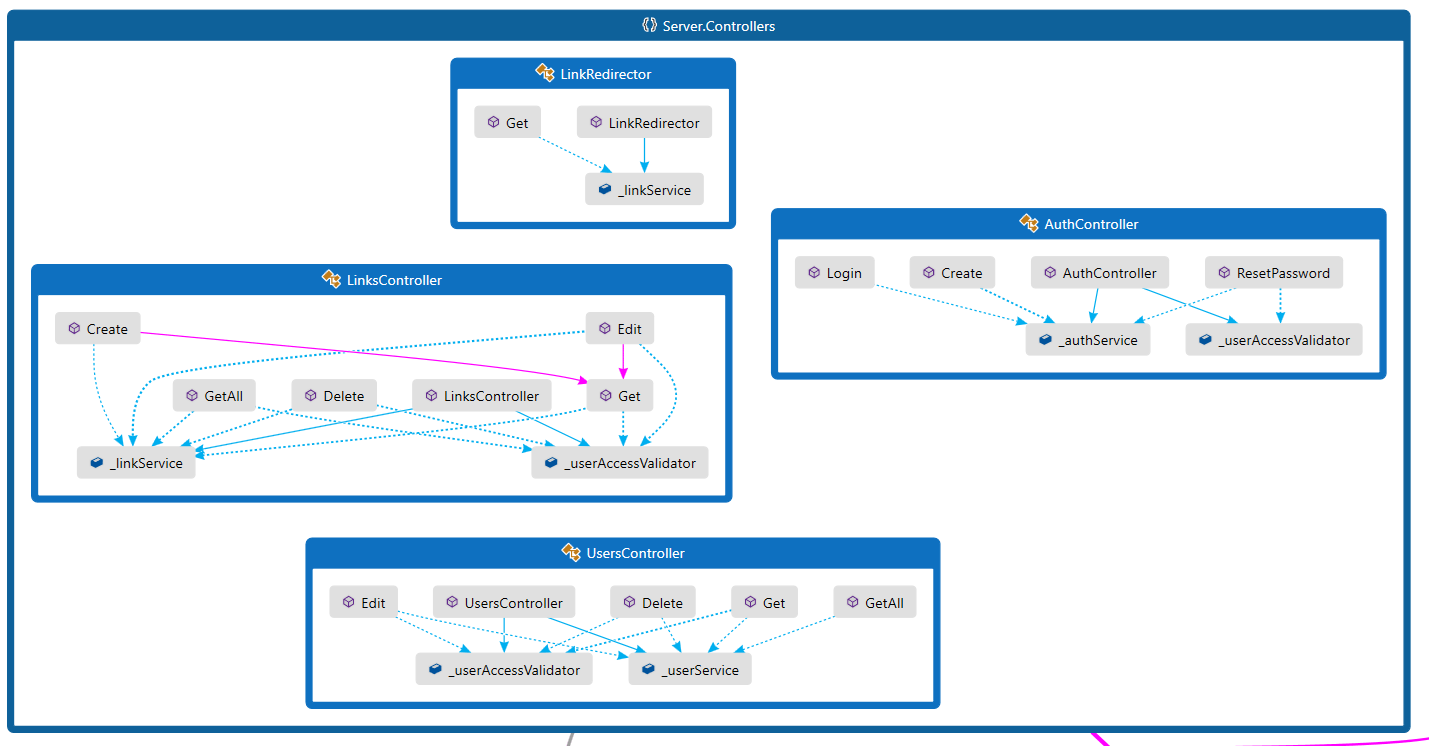 Server.Controllers
LinkRedirector
Get
LinkRedirector
_linkService
AuthController
Login
Create
AuthController
ResetPassword
_authService
_userAccessValidator
LinksController
Create
Edit
GetAll
Delete
LinksController
Get
_linkService
_userAccessValidator
UsersController
Edit
UsersController
Delete
Get
GetAll
_userAccessValidator
_userService